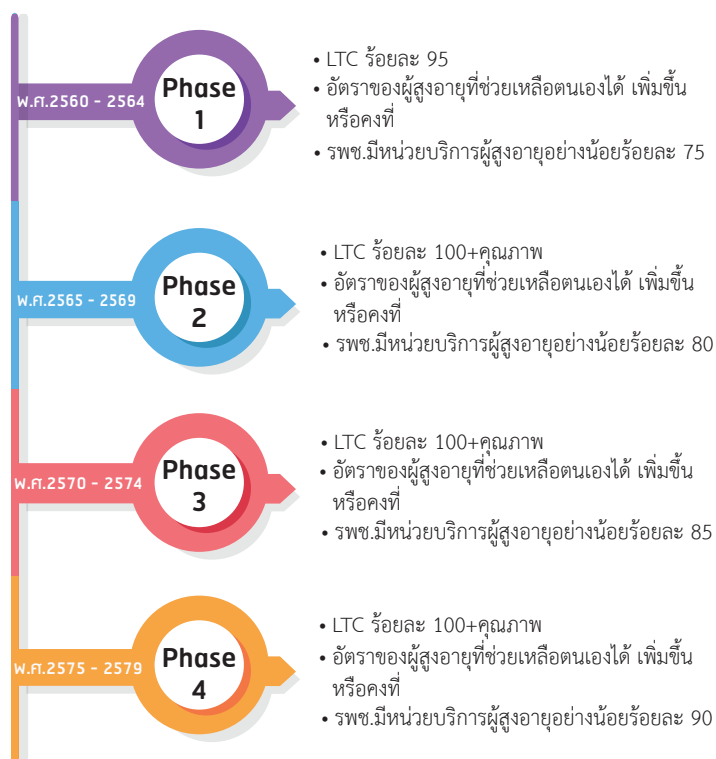 พ.ศ.2560 - 2564
Phase
1
• LTC ร้อยละ 95
• อัตราของผู้สูงอายุที่ช่วยเหลือตนเองได้ เพิ่มขึ้น
หรือคงที่
• รพช.มีหน่วยบริการผู้สูงอายุอย่างน้อยร้อยละ 75
พ.ศ.2565 - 2569
Phase
2
• LTC ร้อยละ 100+คุณภาพ
• อัตราของผู้สูงอายุที่ช่วยเหลือตนเองได้ เพิ่มขึ้น
หรือคงที่
• รพช.มีหน่วยบริการผู้สูงอายุอย่างน้อยร้อยละ 80
พ.ศ.2570 - 2574
Phase
3
• LTC ร้อยละ 100+คุณภาพ
• อัตราของผู้สูงอายุที่ช่วยเหลือตนเองได้ เพิ่มขึ้น
หรือคงที่
• รพช.มีหน่วยบริการผู้สูงอายุอย่างน้อยร้อยละ 85
พ.ศ.2575 - 2579
Phase
4
• LTC ร้อยละ 100+คุณภาพ
• อัตราของผู้สูงอายุที่ช่วยเหลือตนเองได้ เพิ่มขึ้น
หรือคงที่
• รพช.มีหน่วยบริการผู้สูงอายุอย่างน้อยร้อยละ 90